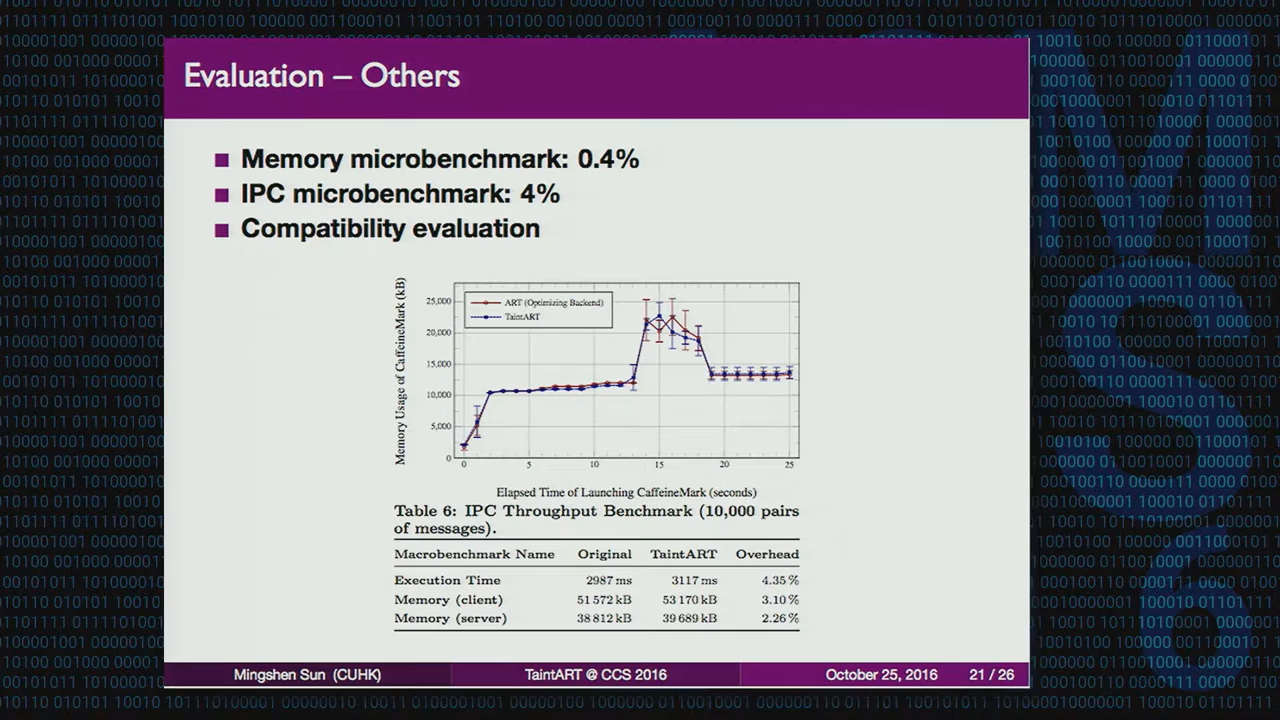 Evaluation – Others
Memory microbenchmark: 0.4%
IPC microbenchmark: 4%
Compatibility evaluation
Memory Usage of CaffeineMark (kB)
25,000
20,000
15,000
10,000
5,000
0
ART (Optimizing Backend)
TaintART
0 5 10 15 20 25
Elapsed Time of Launching CaffeineMark (seconds)
Table 6: IPC Throughput Benchmark (10,000 pairs
of messages).
Macrobenchmark Name Original TaintART Overhead
Execution Time 2987 ms 3117 ms 4.35 %
Memory (client) 51 572 kB 53 170 kB 3.10 %
Memory (server) 38 812 kB 39 689 kB 2.26 %
Mingshen Sun (CUHK) TaintART @ CCS 2016 October 25, 2016 21 / 26